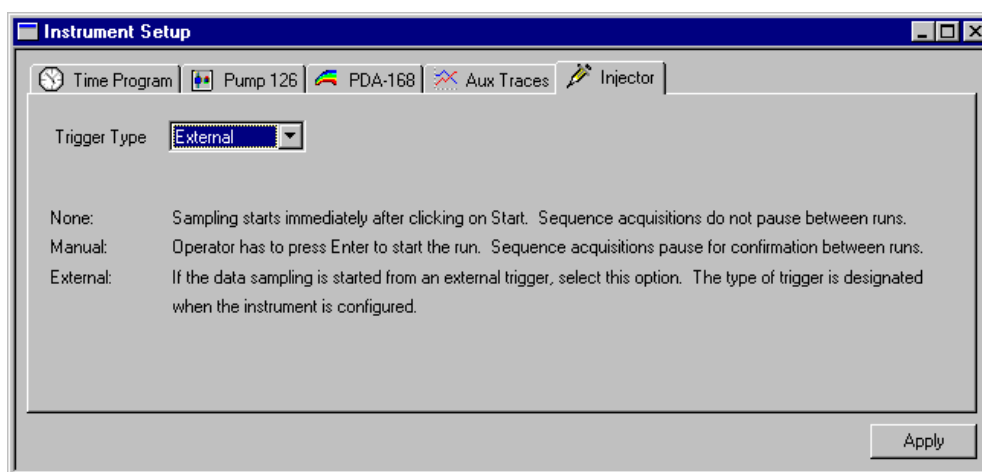 Instrument Setup
Time Program Pump 126 PDA-168 Aux Traces Injector
Trigger Type External
None: Sampling starts immediately after clicking on Start. Sequence acquisitions do not pause between runs.
Manual: Operator has to press Enter to start the run. Sequence acquisitions pause for confirmation between runs.
External: If the data sampling is started from an external trigger, select this option. The type of trigger is designated
when the instrument is configured.
Apply